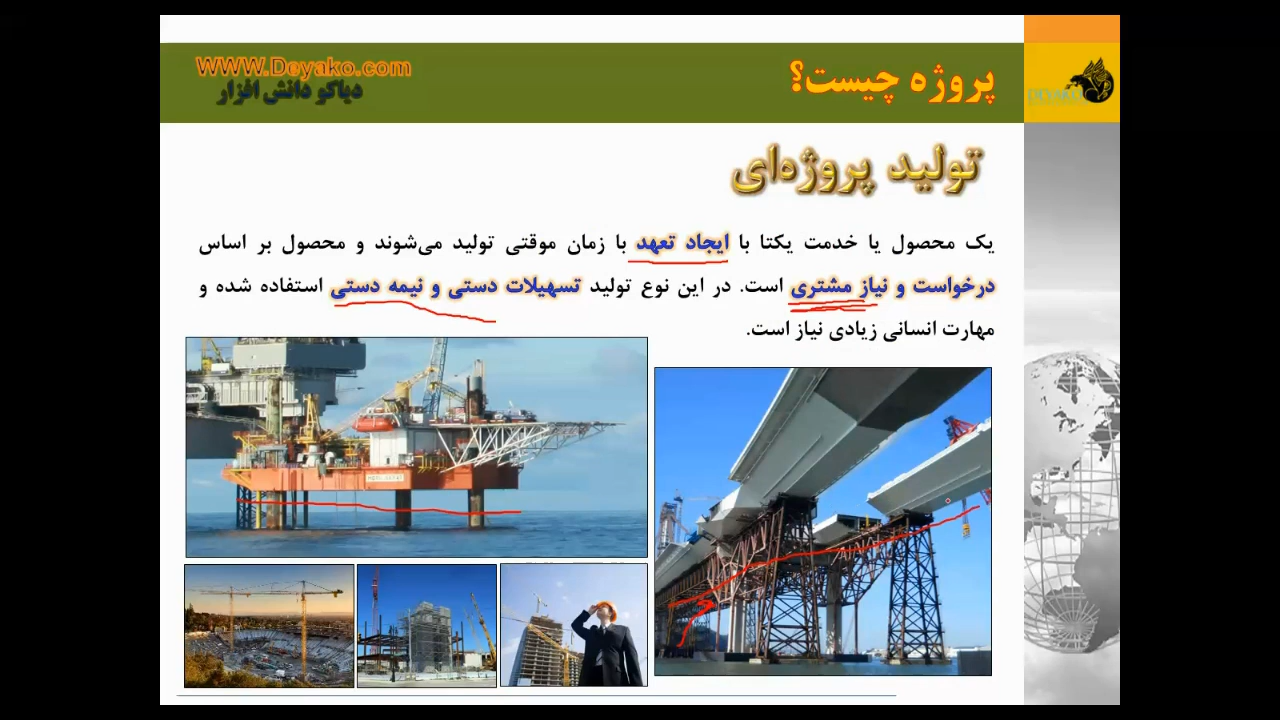 پروژه چیست؟
WWW.Deyako.com
دیاکو دانش افزار
DEYAKO
تولید پروژه‌ای
یک محصول یا خدمت یکتا با ایجاد تعهد با زمان موقتی تولید می‌شوند و محصول بر اساس
درخواست و نیاز مشتری است. در این نوع تولید تسهیلات دستی و نیمه دستی استفاده شده و
مهارت انسانی زیادی نیاز است.